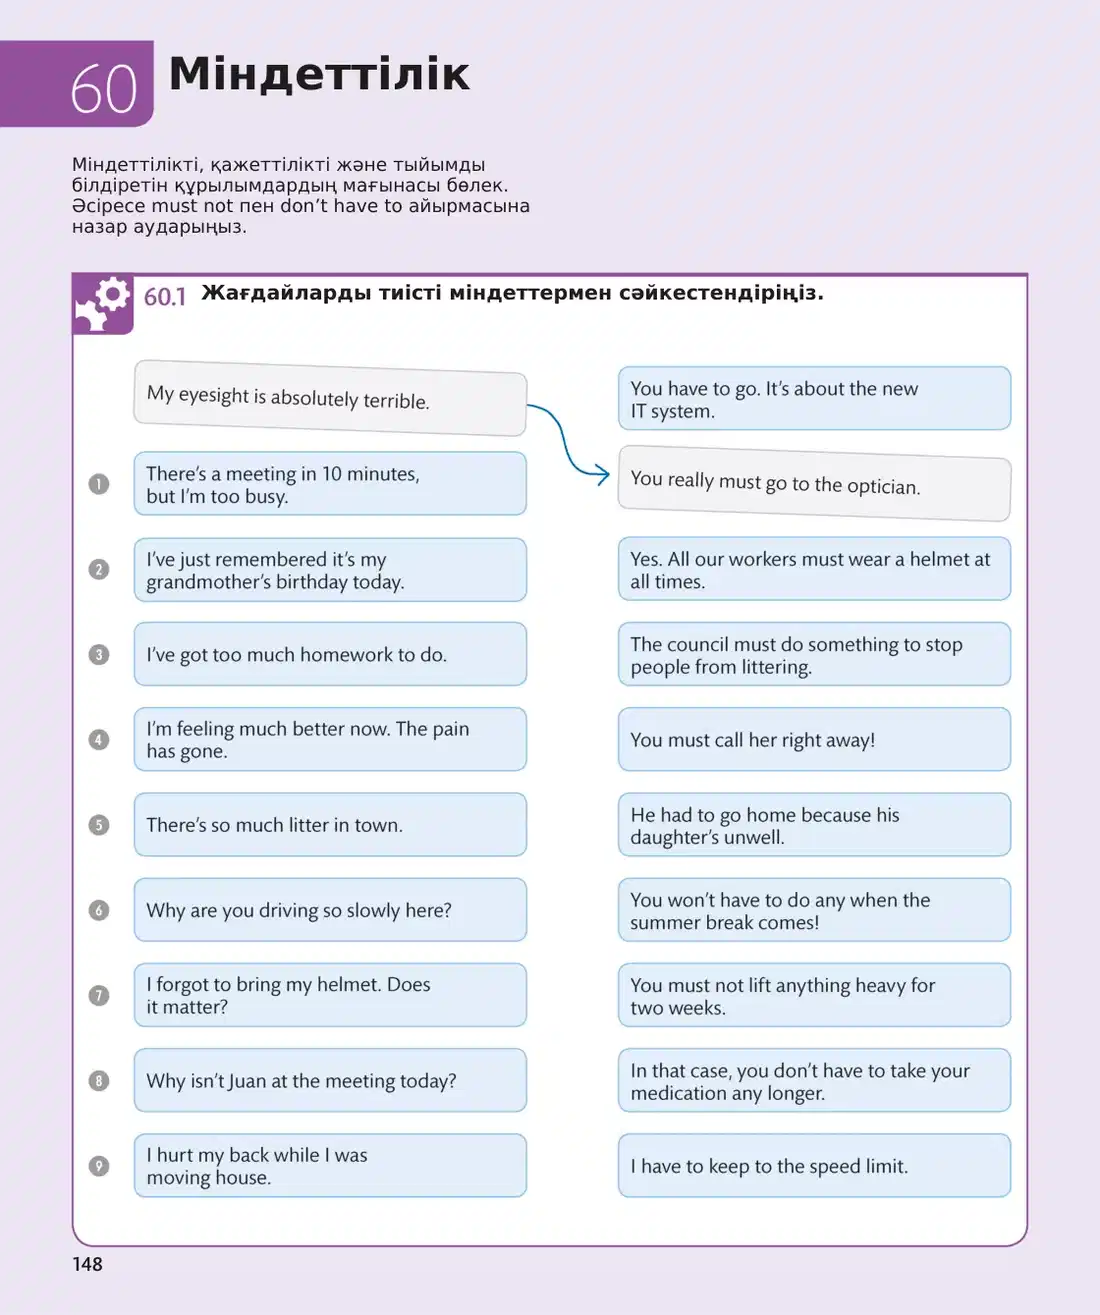 60
Міндеттілік
Міндеттілікті, қажеттілікті және тыйымды
білдіретін құрылымдардың мағынасы бөлек.
Әсіресе must not пен don’t have to айырмасына
назар аударыңыз.
60.1 Жағдайларды тиісті міндеттермен сәйкестендіріңіз.
My eyesight is absolutely terrible.
You have to go. It’s about the new
IT system.
1
There’s a meeting in 10 minutes,
but I’m too busy.
You really must go to the optician.
2
I’ve just remembered it’s my
grandmother’s birthday today.
Yes. All our workers must wear a helmet at
all times.
3
I’ve got too much homework to do.
The council must do something to stop
people from littering.
4
I’m feeling much better now. The pain
has gone.
You must call her right away!
5
There’s so much litter in town.
He had to go home because his
daughter’s unwell.
6
Why are you driving so slowly here?
You won’t have to do any when the
summer break comes!
7
I forgot to bring my helmet. Does
it matter?
You must not lift anything heavy for
two weeks.
8
Why isn’t Juan at the meeting today?
In that case, you don’t have to take your
medication any longer.
9
I hurt my back while I was
moving house.
I have to keep to the speed limit.
148